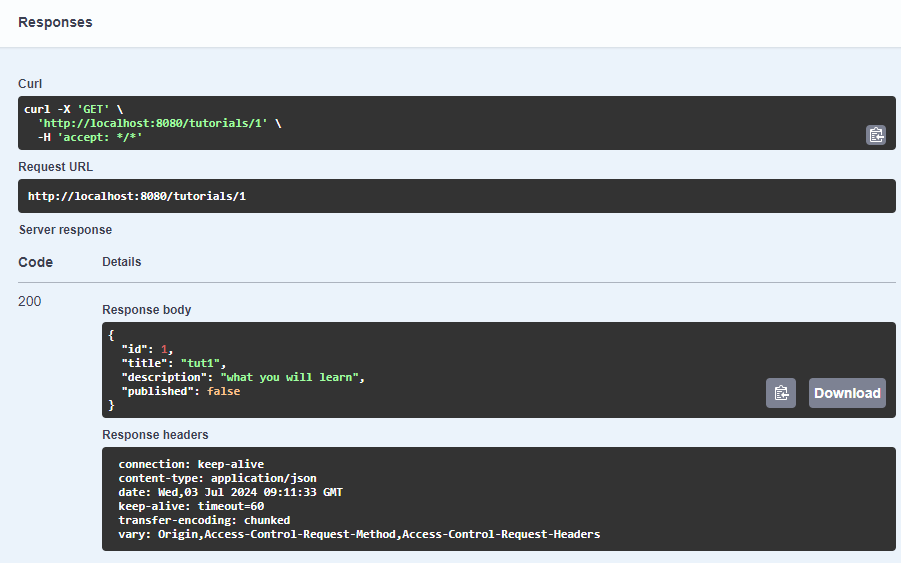 Responses
Curl
curl -X 'GET' \
  'http://localhost:8080/tutorials/1' \
  -H 'accept: */*'
Request URL
http://localhost:8080/tutorials/1
Server response
Code Details
200
Response body
{
  "id": 1,
  "title": "tut1",
  "description": "what you will learn",
  "published": false
}
Download
Response headers
connection: keep-alive
content-type: application/json
date: Wed,03 Jul 2024 09:11:33 GMT
keep-alive: timeout=60
transfer-encoding: chunked
vary: Origin,Access-Control-Request-Method,Access-Control-Request-Headers